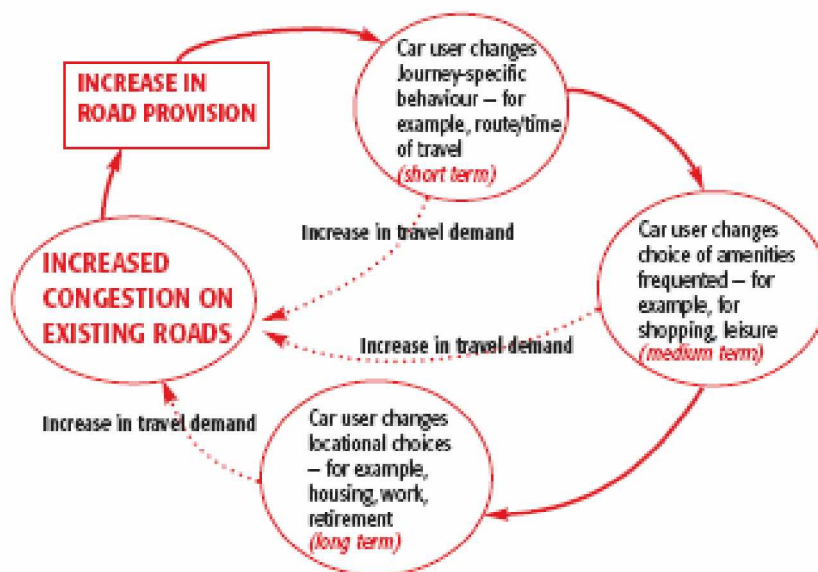 INCREASE IN
ROAD PROVISION
Car user changes
Journey-specific
behaviour – for
example, route/time
of travel
(short term)
Increase in travel demand
Car user changes
choice of amenities
frequented – for
example, for
shopping, leisure
(medium term)
INCREASED
CONGESTION ON
EXISTING ROADS
Increase in travel demand
Increase in travel demand
Car user changes
locational choices
– for example,
housing, work,
retirement
(long term)